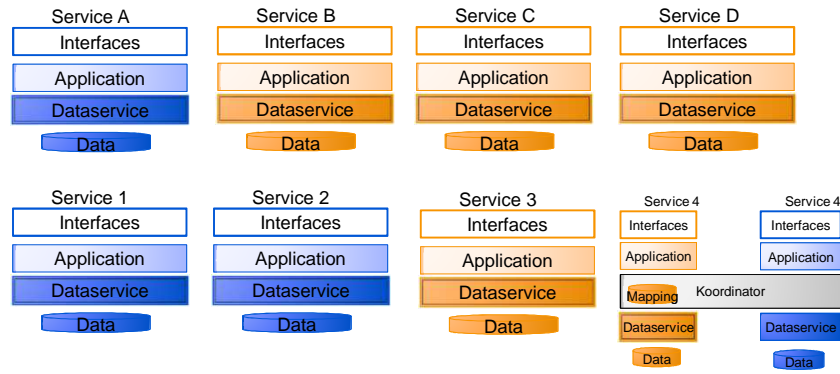 Service A
Interfaces
Application
Dataservice
Data
Service B
Interfaces
Application
Dataservice
Data
Service C
Interfaces
Application
Dataservice
Data
Service D
Interfaces
Application
Dataservice
Data
Service 1
Interfaces
Application
Dataservice
Data
Service 2
Interfaces
Application
Dataservice
Data
Service 3
Interfaces
Application
Dataservice
Data
Service 4
Interfaces
Application
Service 4
Interfaces
Application
Mapping
Koordinator
Dataservice
Data
Dataservice
Data